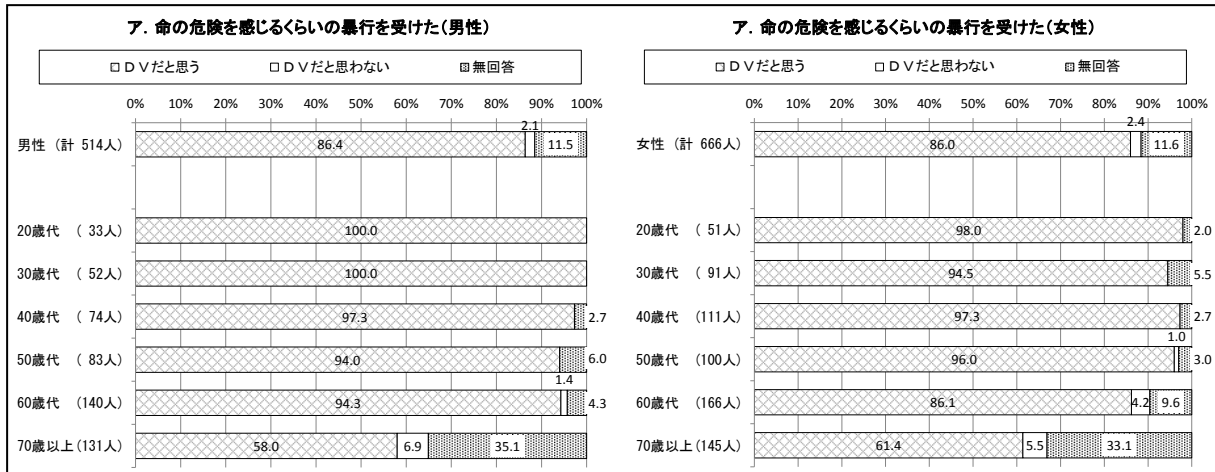 ア．命の危険を感じるくらいの暴行を受けた（男性）
ＤＶだと思う ＤＶだと思わない 無回答
0% 10% 20% 30% 40% 50% 60% 70% 80% 90% 100%
2.1
男性（計 514人） 86.4 11.5
20歳代 （ 33人） 100.0
30歳代 （ 52人） 100.0
40歳代 （ 74人） 97.3 2.7
50歳代 （ 83人） 94.0 6.0
1.4
60歳代 （140人） 94.3 4.3
70歳以上（131人） 58.0 6.9 35.1
ア．命の危険を感じるくらいの暴行を受けた（女性）
ＤＶだと思う ＤＶだと思わない 無回答
0% 10% 20% 30% 40% 50% 60% 70% 80% 90% 100%
2.4
女性（計 666人） 86.0 11.6
20歳代 （ 51人） 98.0 2.0
30歳代 （ 91人） 94.5 5.5
40歳代 （111人） 97.3 2.7
1.0
50歳代 （100人） 96.0 3.0
60歳代 （166人） 86.1 4.2 9.6
70歳以上（145人） 61.4 5.5 33.1